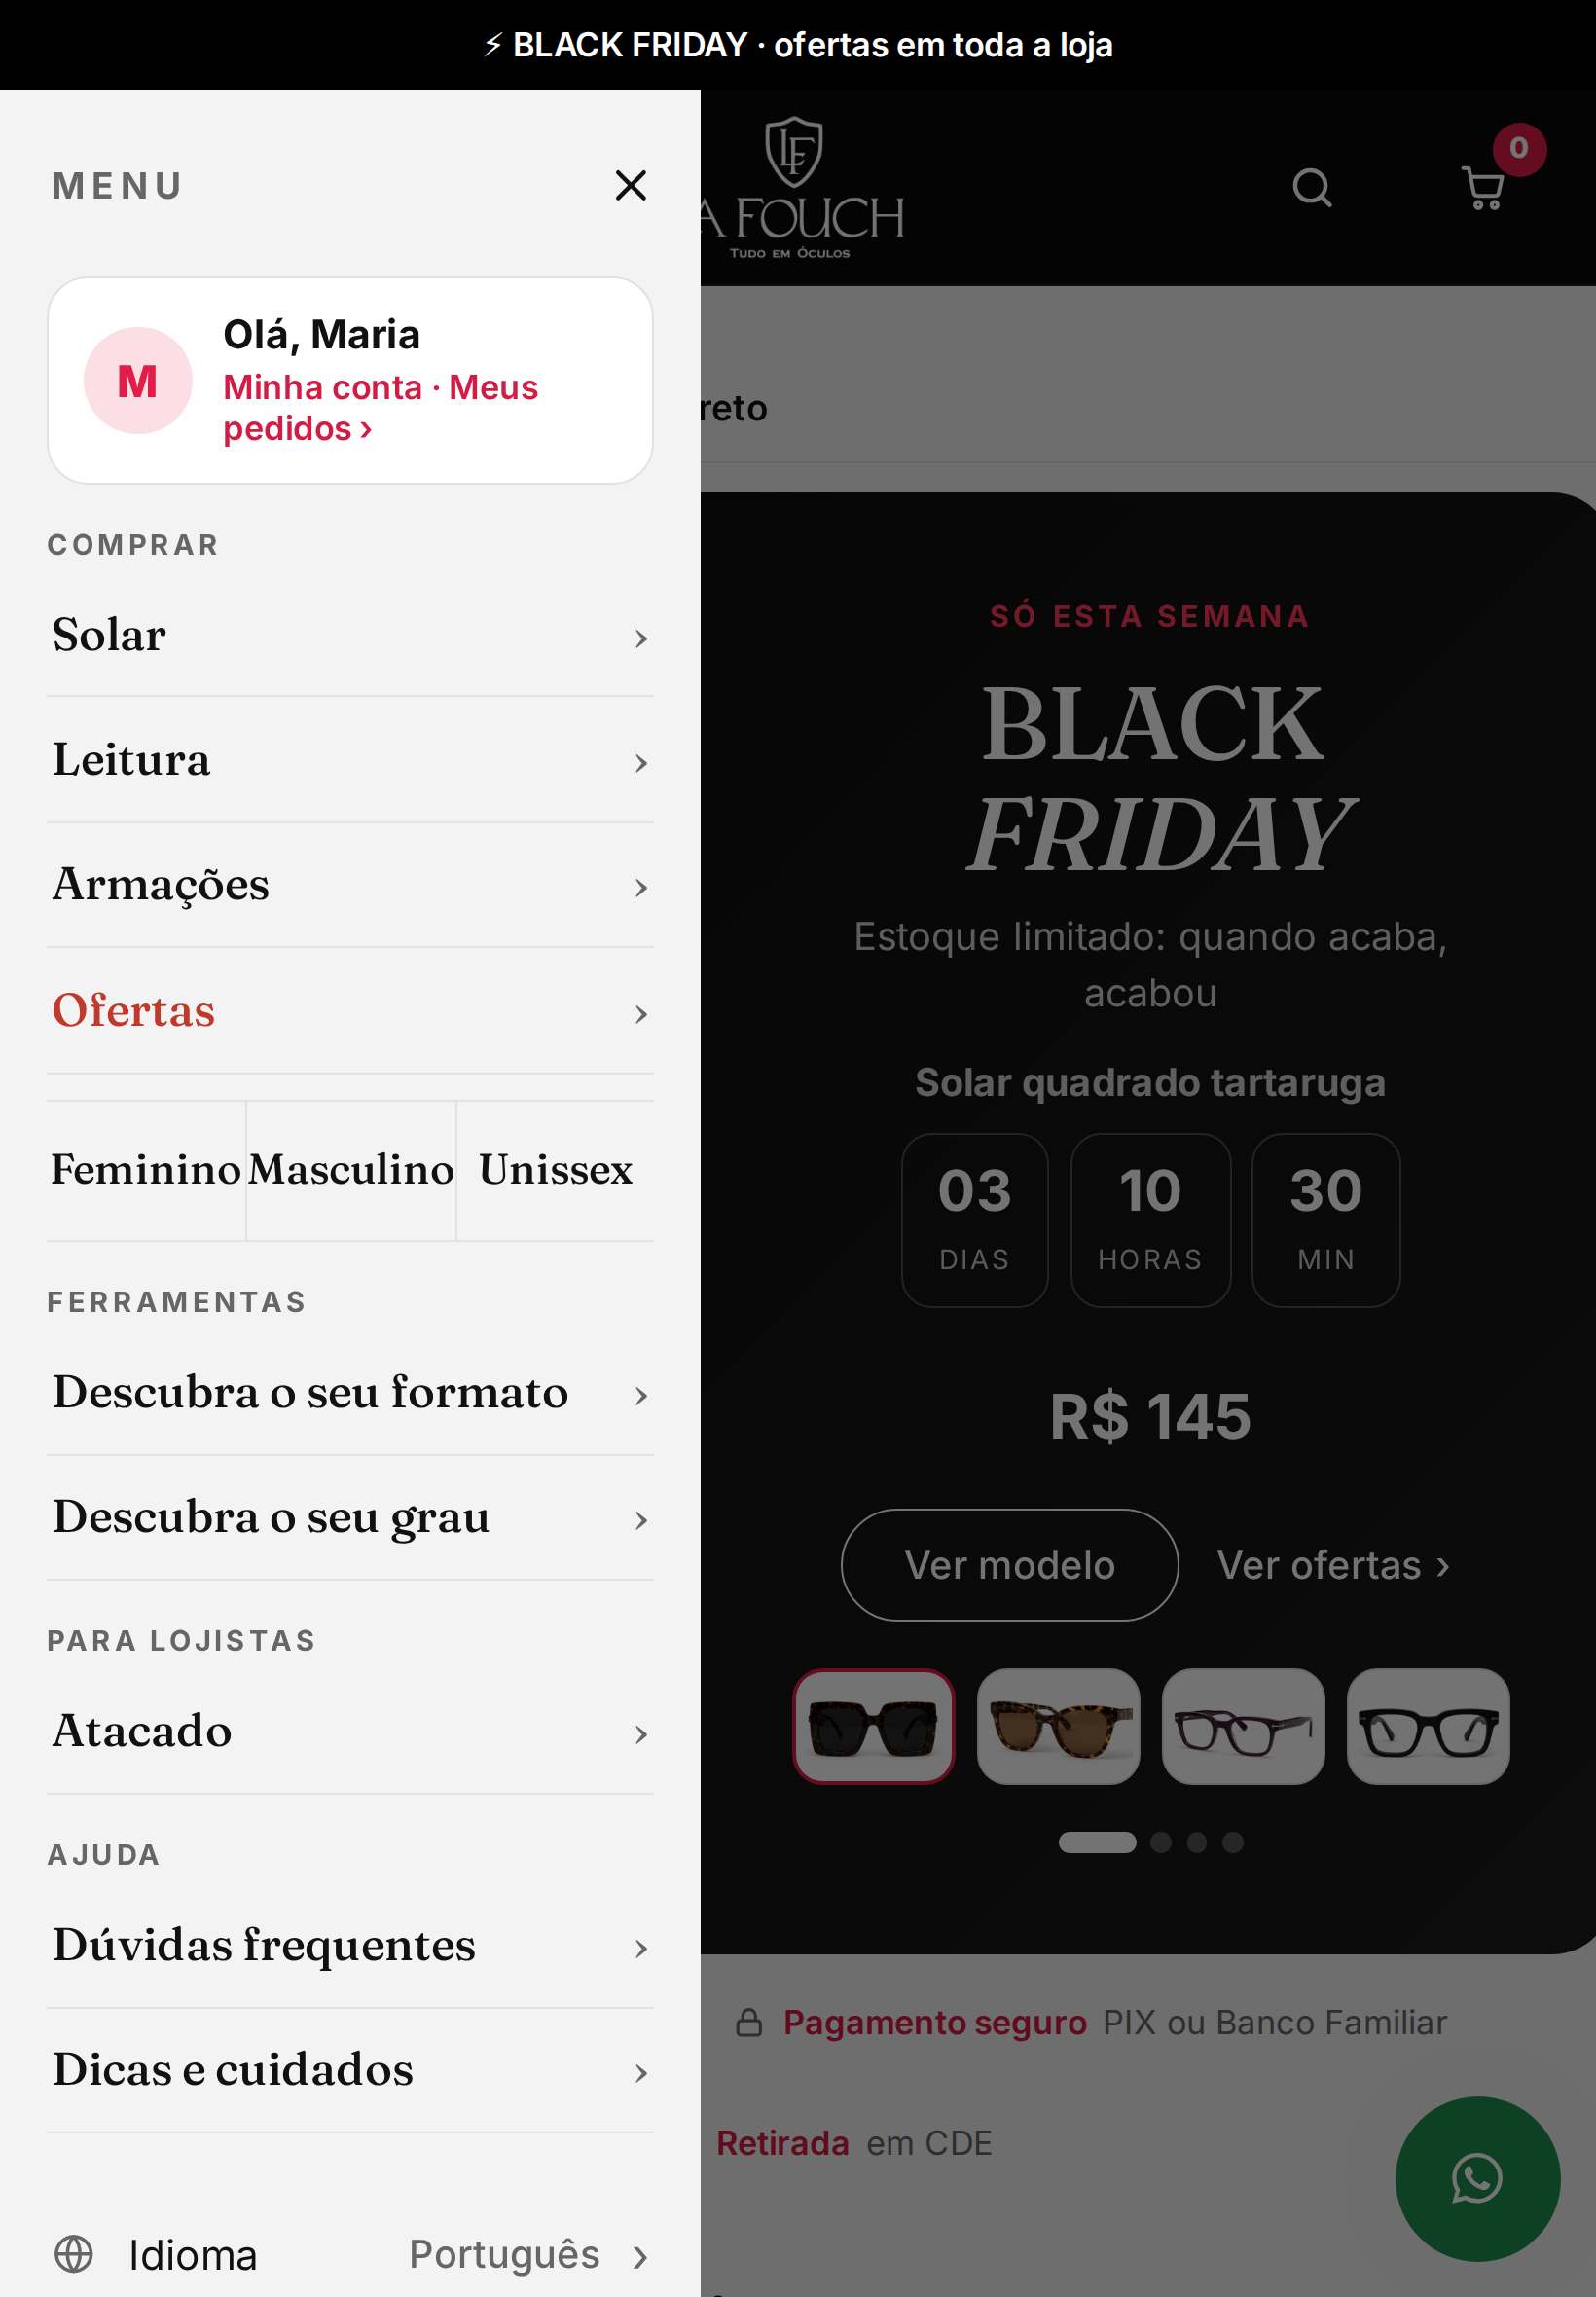 ⚡ BLACK FRIDAY · ofertas em toda a loja
MENU
Olá, Maria
M
Minha conta · Meus
pedidos ›
COMPRAR
Solar ›
Leitura ›
Armações ›
Ofertas ›
Feminino Masculino Unissex
FERRAMENTAS
Descubra o seu formato ›
Descubra o seu grau ›
PARA LOJISTAS
Atacado ›
AJUDA
Dúvidas frequentes ›
Dicas e cuidados ›
Idioma Português ›
LF
A FOUCH
TUDO EM ÓCULOS
0
reto
SÓ ESTA SEMANA
BLACK
FRIDAY
Estoque limitado: quando acaba,
acabou
Solar quadrado tartaruga
03 10 30
DIAS HORAS MIN
R$ 145
Ver modelo Ver ofertas ›
Pagamento seguro PIX ou Banco Familiar
Retirada em CDE